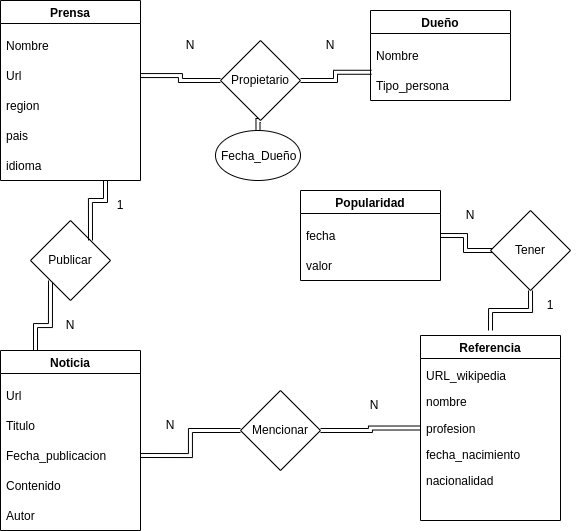 Prensa
Nombre
Url
region
pais
idioma
N
Propietario
N
Fecha_Dueño
Dueño
Nombre
Tipo_persona
1
Publicar
N
Popularidad
fecha
valor
N
Tener
1
Noticia
Url
Titulo
Fecha_publicacion
Contenido
Autor
N
Mencionar
N
Referencia
URL_wikipedia
nombre
profesion
fecha_nacimiento
nacionalidad